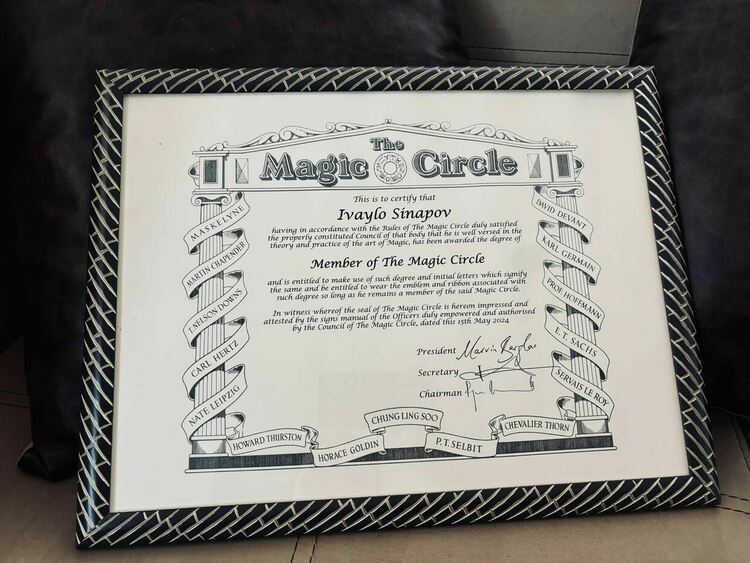 The
Magic Circle
This is to certify that
Ivaylo Sinapov
having in accordance with the Rules of The Magic Circle duly satisfied
the properly constituted Council of that body that he is well versed in the
theory and practice of the art of Magic, has been awarded the degree of
Member of The Magic Circle
and is entitled to make use of such degree and initial letters which signify
the same and be entitled to wear the emblem and ribbon associated with
such degree so long as he remains a member of the said Magic Circle.
In witness whereof the seal of The Magic Circle is hereon impressed and
attested by the signs manual of the Officers duly empowered and authorised
by the Council of The Magic Circle, dated this 15th May 2024
President
Secretary
Chairman
MASKELYNE
MARTIN CHAPENDER
T. NELSON DOWNS
CARL HERTZ
NATE LEIPZIG
DAVID DEVANT
KARL GERMAIN
PROF. HOFFMANN
E.T. SACHS
SERVAIS LE ROY
HOWARD THURSTON
HORACE GOLDIN
CHUNG LING SOO
P.T. SELBIT
CHEVALIER THORN